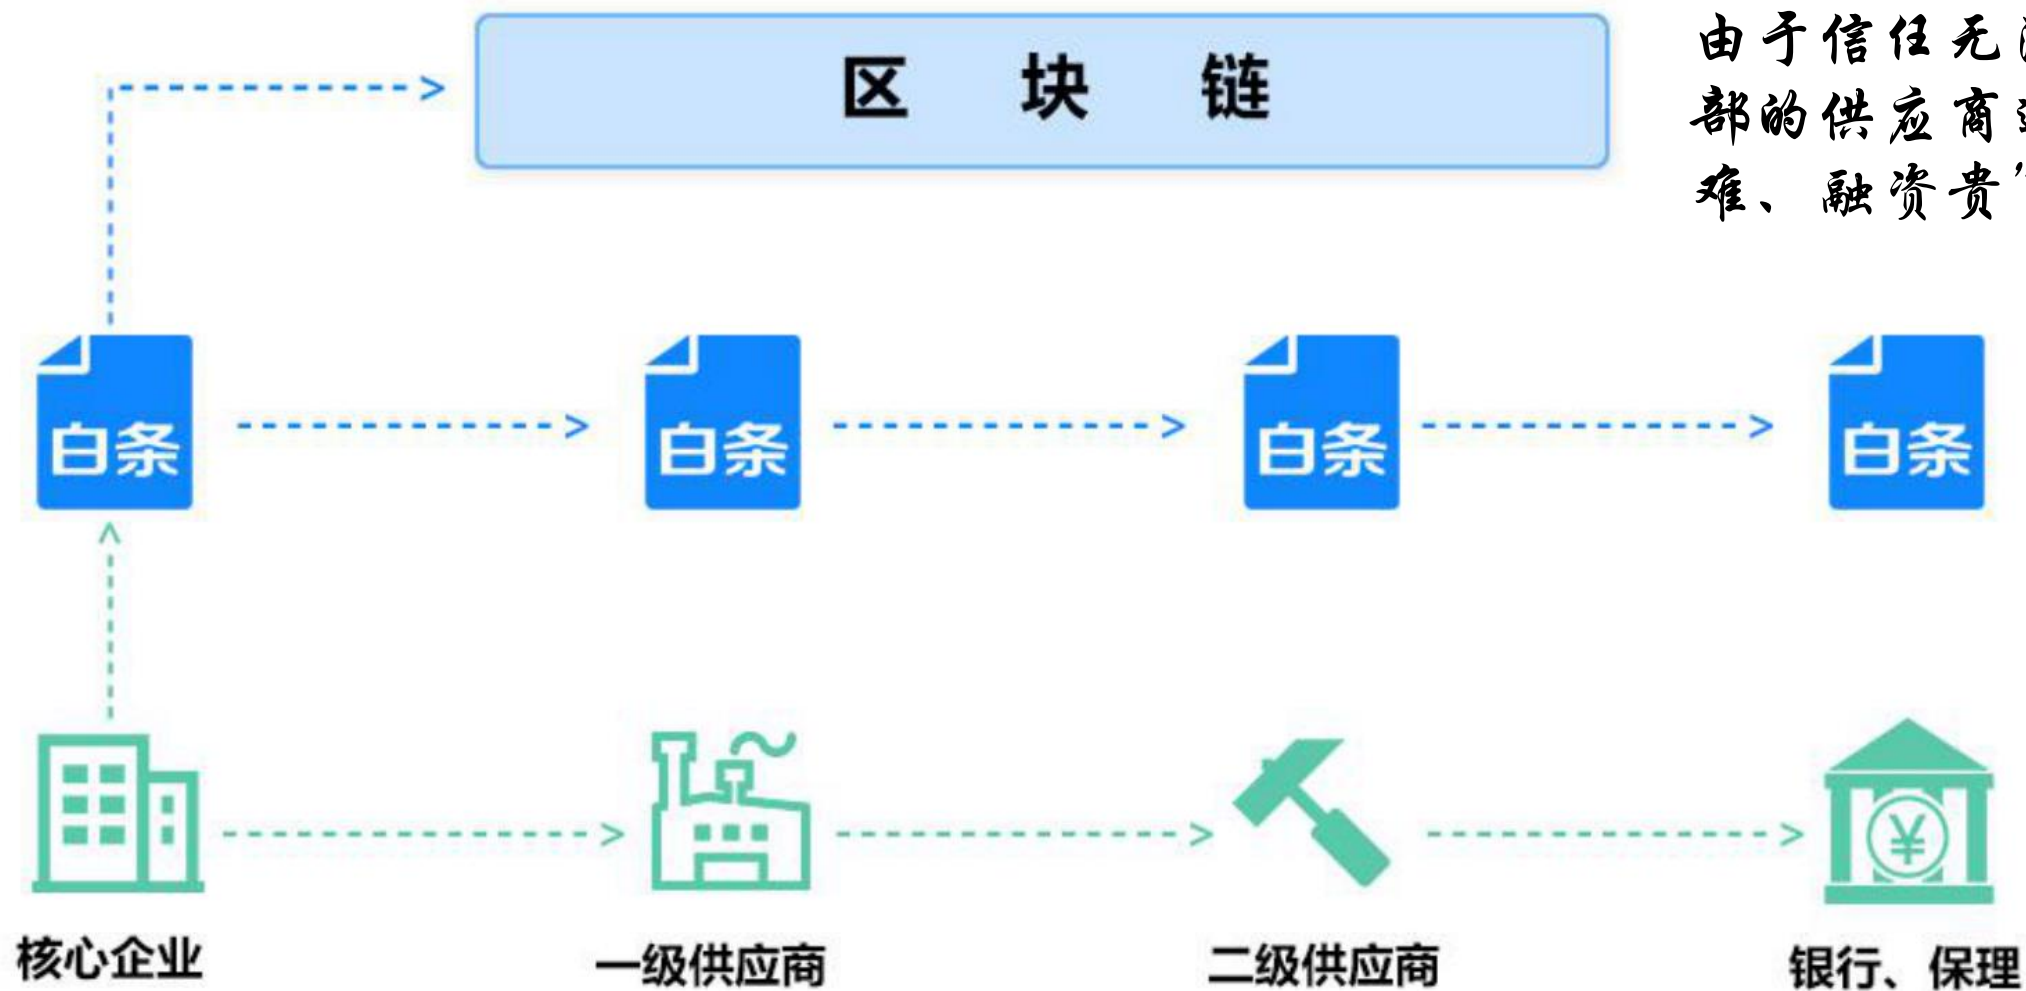 区 块 链
由于信任无
部的供应商
难、融资贵"
白条
白条
白条
白条
¥
核心企业
一级供应商
二级供应商
银行、保理